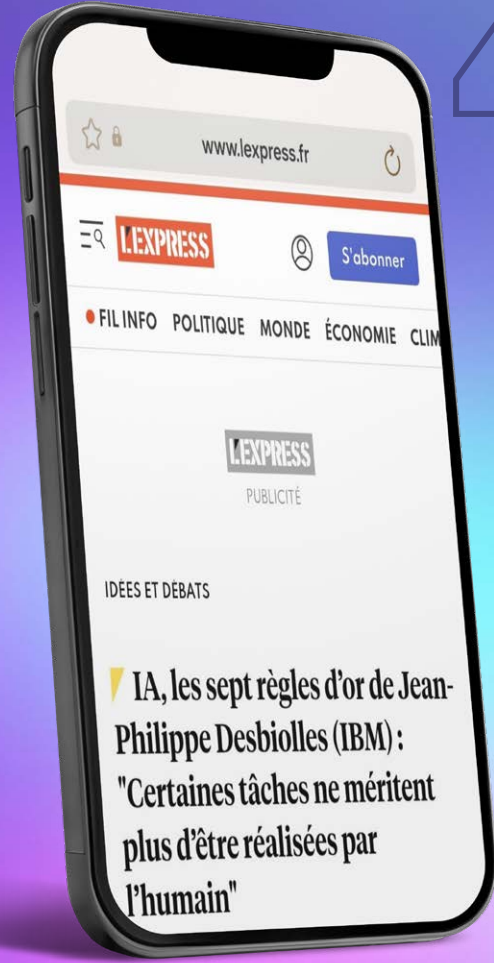 www.lexpress.fr
L'EXPRESS
S'abonner
FIL INFO POLITIQUE MONDE ÉCONOMIE CLIM
L'EXPRESS
PUBLICITÉ
IDÉES ET DÉBATS
IA, les sept règles d'or de Jean-
Philippe Desbiolles (IBM) :
"Certaines tâches ne méritent
plus d'être réalisées par
l'humain"